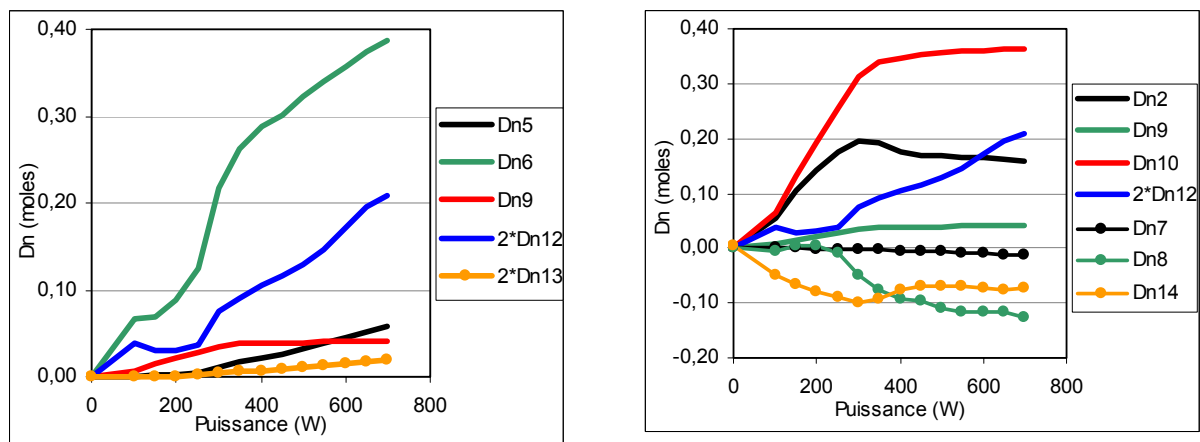 0,40
0,30
0,20
0,10
0,00
Dn (moles)
0 200 400 600 800
Puissance (W)
Dn5
Dn6
Dn9
2*Dn12
2*Dn13
0,40
0,30
0,20
0,10
0,00
-0,10
-0,20
Dn (moles)
0 200 400 600 800
Puissance (W)
Dn2
Dn9
Dn10
2*Dn12
Dn7
Dn8
Dn14